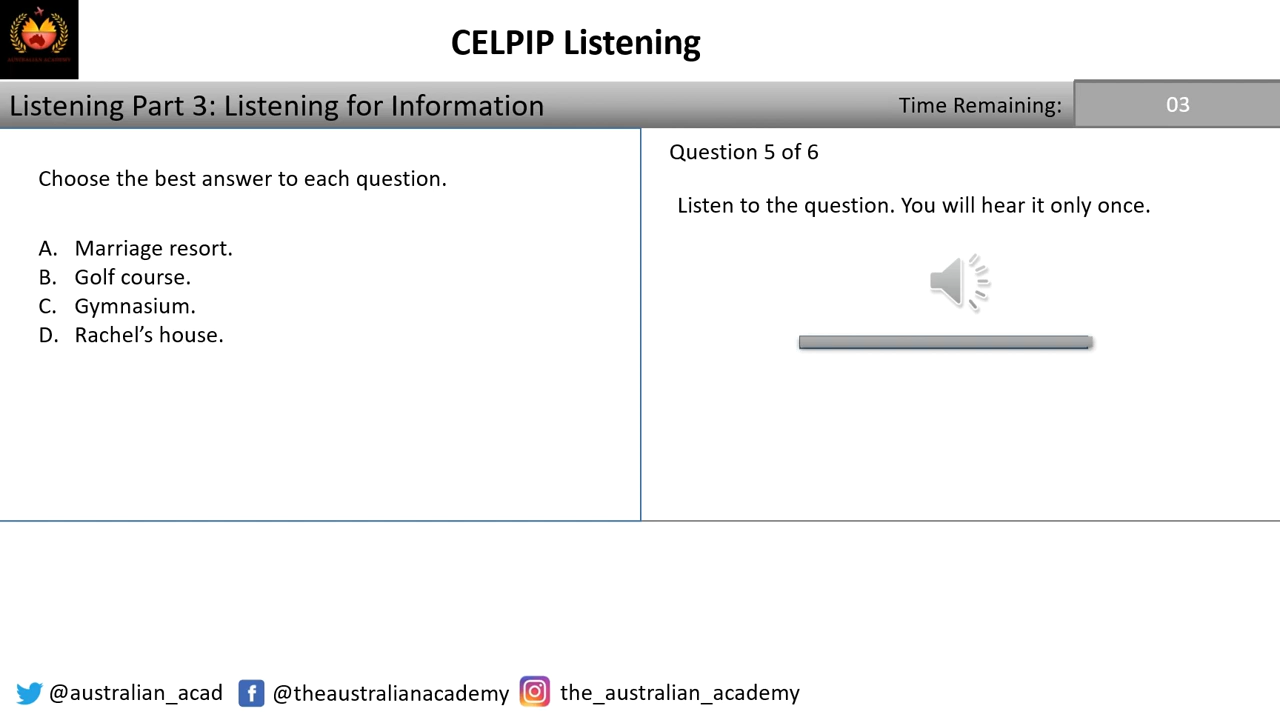 CELPIP Listening
Listening Part 3: Listening for Information
Time Remaining:
03
Choose the best answer to each question.
A. Marriage resort.
B. Golf course.
C. Gymnasium.
D. Rachel’s house.
Question 5 of 6
Listen to the question. You will hear it only once.
@australian_acad
@theaustralianacademy
the_australian_academy